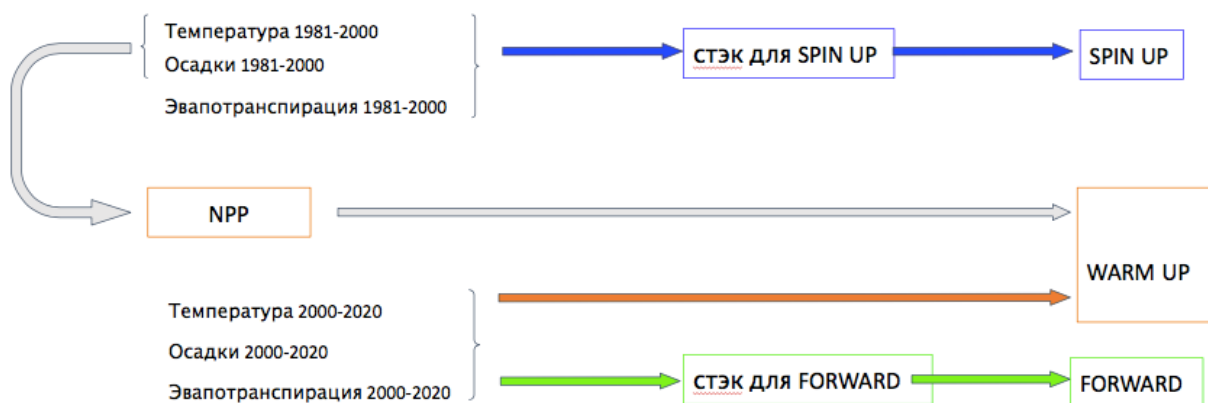 Температура 1981-2000
Осадки 1981-2000
Эвапотранспирация 1981-2000
стэк для SPIN UP
SPIN UP
NPP
WARM UP
Температура 2000-2020
Осадки 2000-2020
Эвапотранспирация 2000-2020
стэк для FORWARD
FORWARD